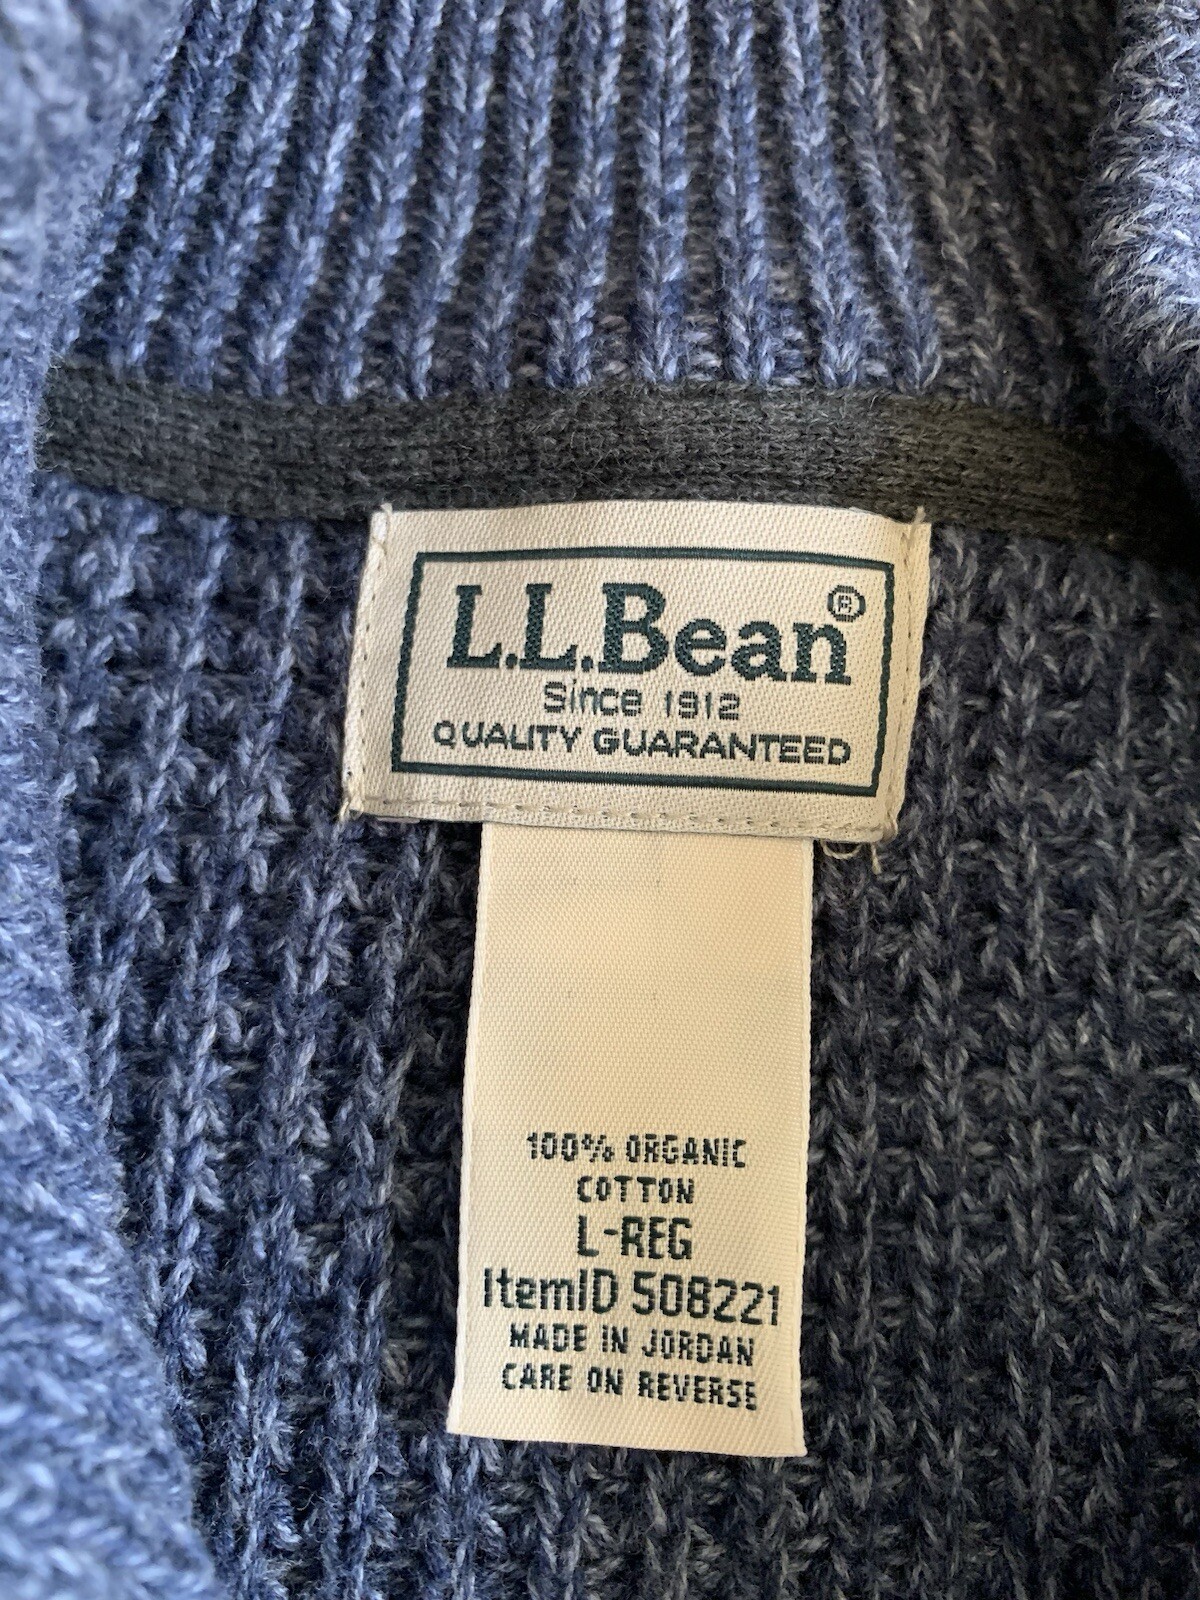 L.L.Bean®
Since 1912
QUALITY GUARANTEED
100% ORGANIC
COTTON
L-REG
ItemID 508221
MADE IN JORDAN
CARE ON REVERSE